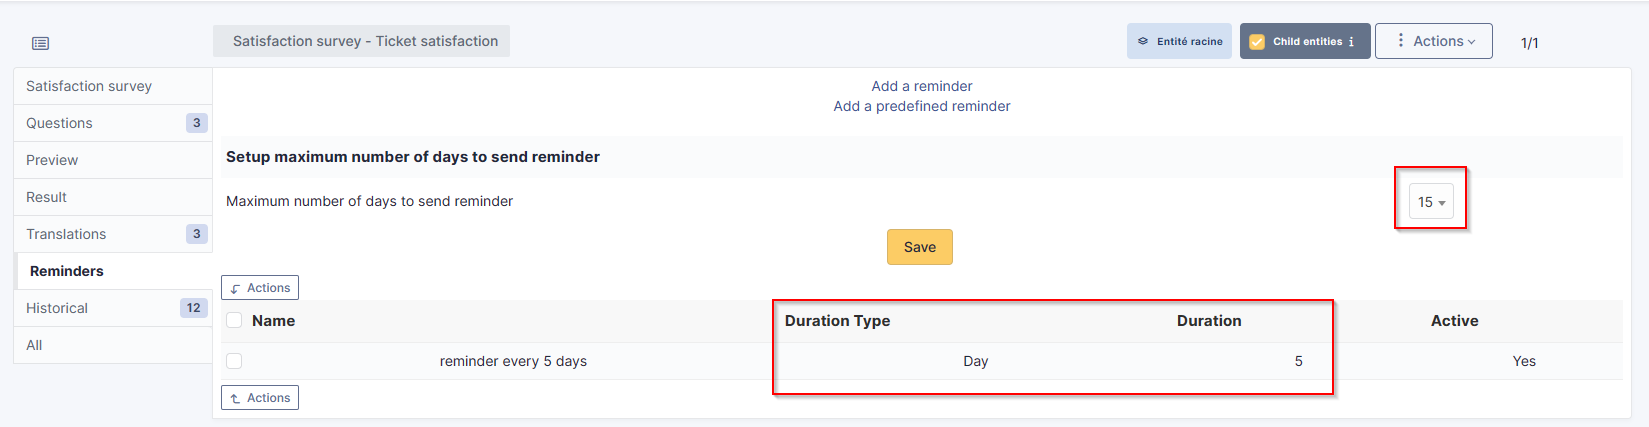 Satisfaction survey - Ticket satisfaction
Entité racine
Child entities i
Actions
1/1
Satisfaction survey
Questions 3
Preview
Result
Translations 3
Reminders
Historical 12
All
Add a reminder
Add a predefined reminder
Setup maximum number of days to send reminder
Maximum number of days to send reminder 15
Save
Actions
Name Duration Type Duration Active
reminder every 5 days Day 5 Yes
Actions